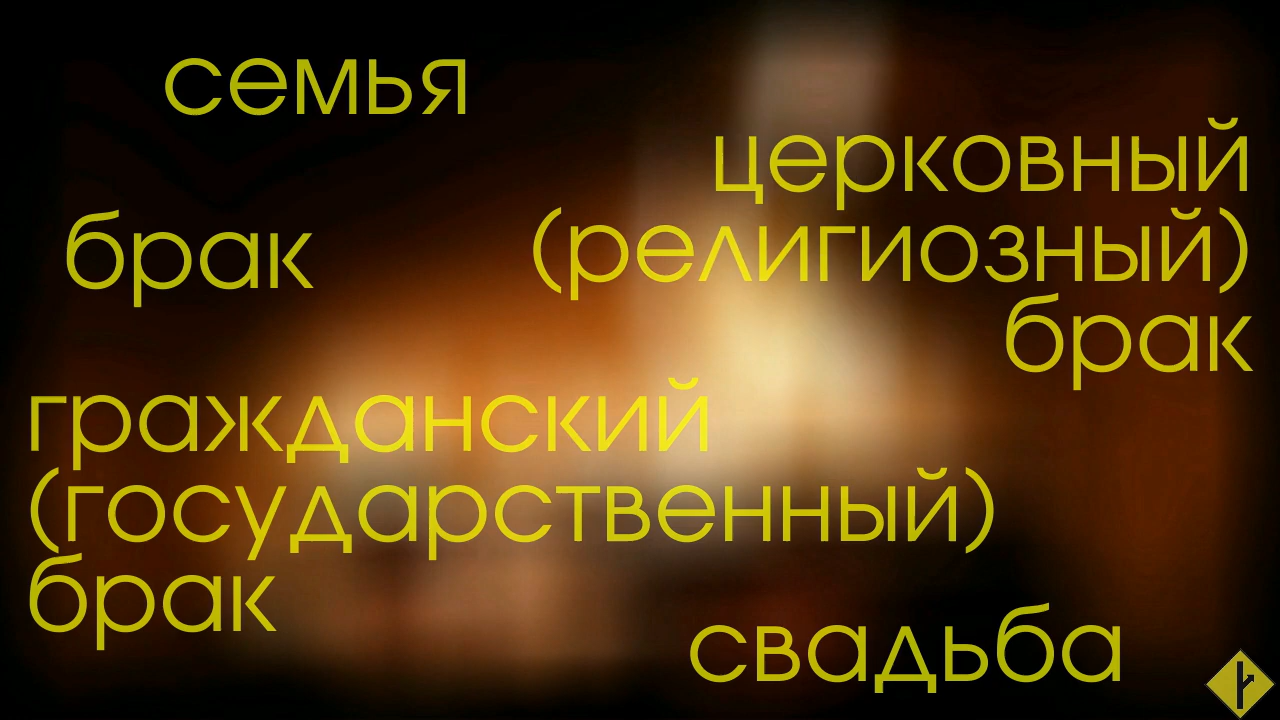 семья
церковный
(религиозный)
брак
брак
гражданский
(государственный)
брак
свадьба